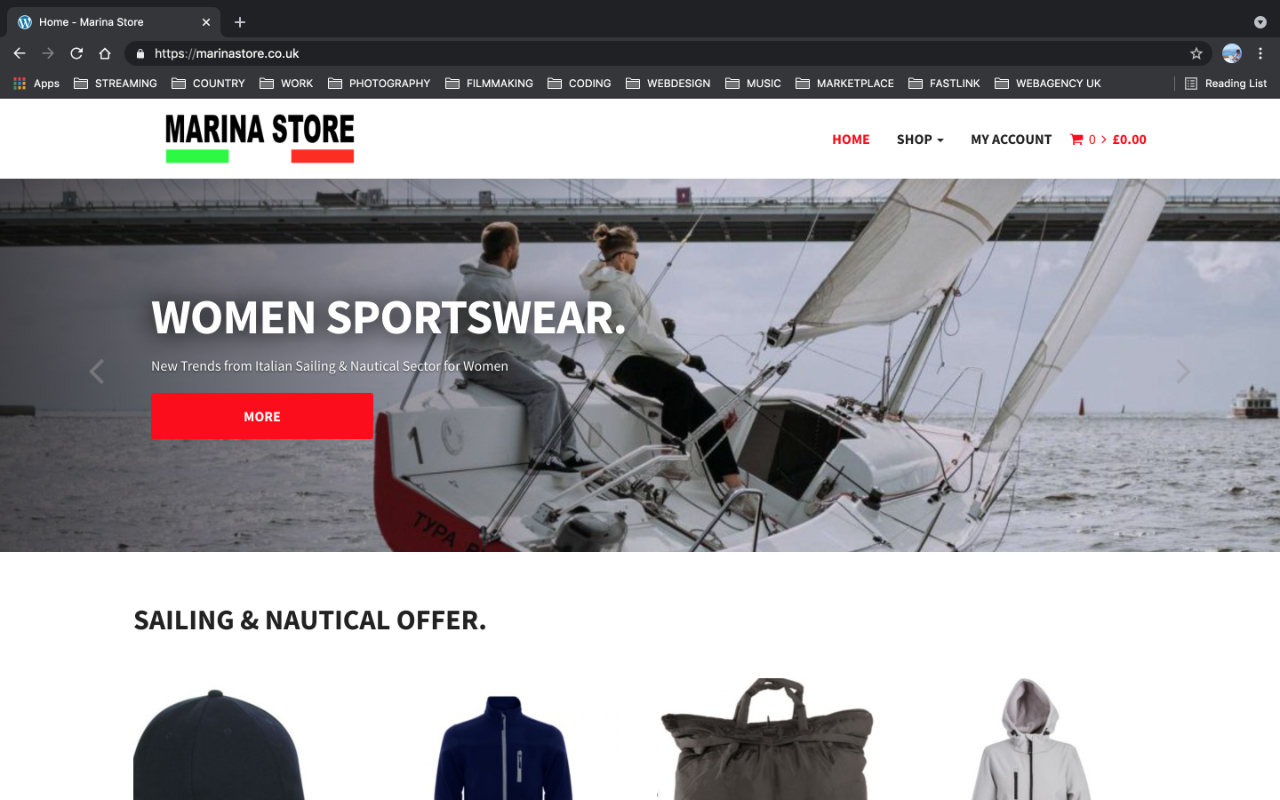 Home - Marina Store
https://marinastore.co.uk
Apps STREAMING COUNTRY WORK PHOTOGRAPHY FILMMAKING CODING WEBDESIGN MUSIC MARKETPLACE FASTLINK WEBAGENCY UK Reading List
MARINA STORE
HOME SHOP MY ACCOUNT 0 £0.00
WOMEN SPORTSWEAR.
New Trends from Italian Sailing & Nautical Sector for Women
MORE
1
ТУРА
SAILING & NAUTICAL OFFER.